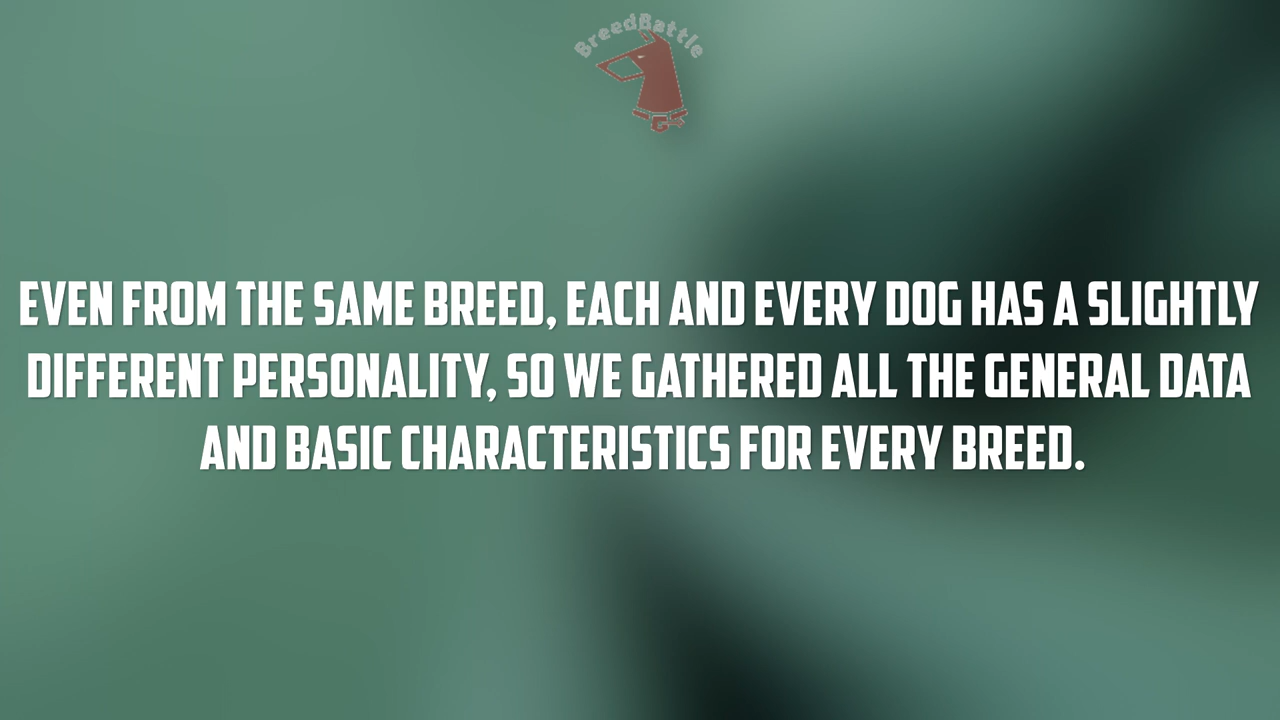 BreedBattle
EVEN FROM THE SAME BREED, EACH AND EVERY DOG HAS A SLIGHTLY
DIFFERENT PERSONALITY, SO WE GATHERED ALL THE GENERAL DATA
AND BASIC CHARACTERISTICS FOR EVERY BREED.